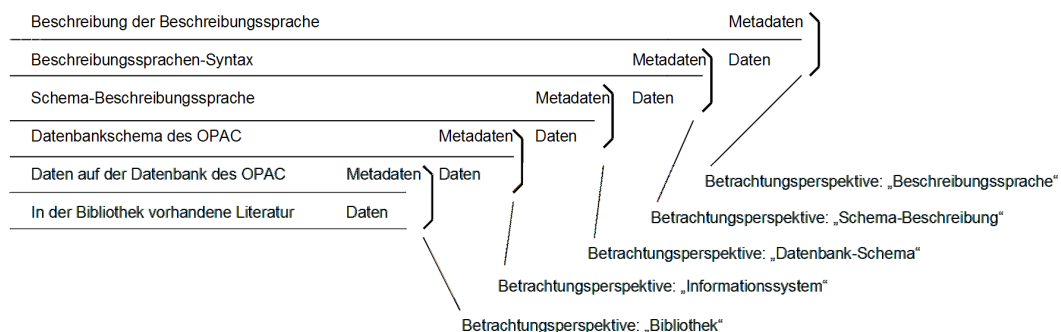 Beschreibung der Beschreibungssprache Metadaten
Beschreibungssprachen-Syntax Metadaten Daten
Schema-Beschreibungssprache Metadaten Daten
Datenbankschema des OPAC Metadaten Daten
Daten auf der Datenbank des OPAC Metadaten Daten
In der Bibliothek vorhandene Literatur Daten
Betrachtungsperspektive: „Beschreibungssprache“
Betrachtungsperspektive: „Schema-Beschreibung“
Betrachtungsperspektive: „Datenbank-Schema“
Betrachtungsperspektive: „Informationssystem“
Betrachtungsperspektive: „Bibliothek“